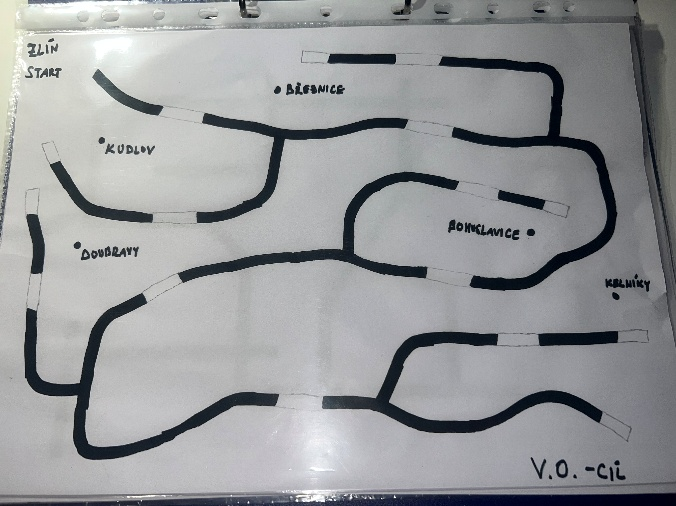 ZLÍN
START
BŘEZNICE
KUDLOV
BOHUSLAVICE
DOUBRAVY
KELNÍKY
V.O.-CÍL